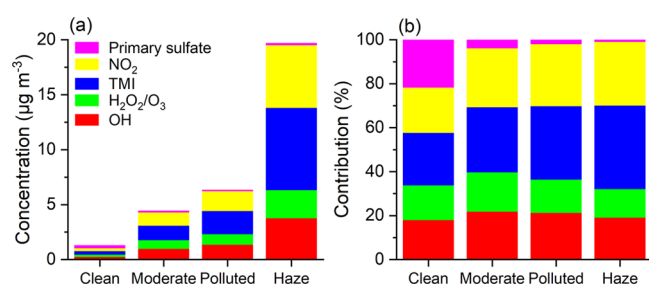 (a)
Concentration (µg m-3)
20
15
10
5
0
Primary sulfate
NO2
TMI
H2O2/O3
OH
Clean Moderate Polluted Haze
(b)
Contribution (%)
100
80
60
40
20
0
Clean Moderate Polluted Haze